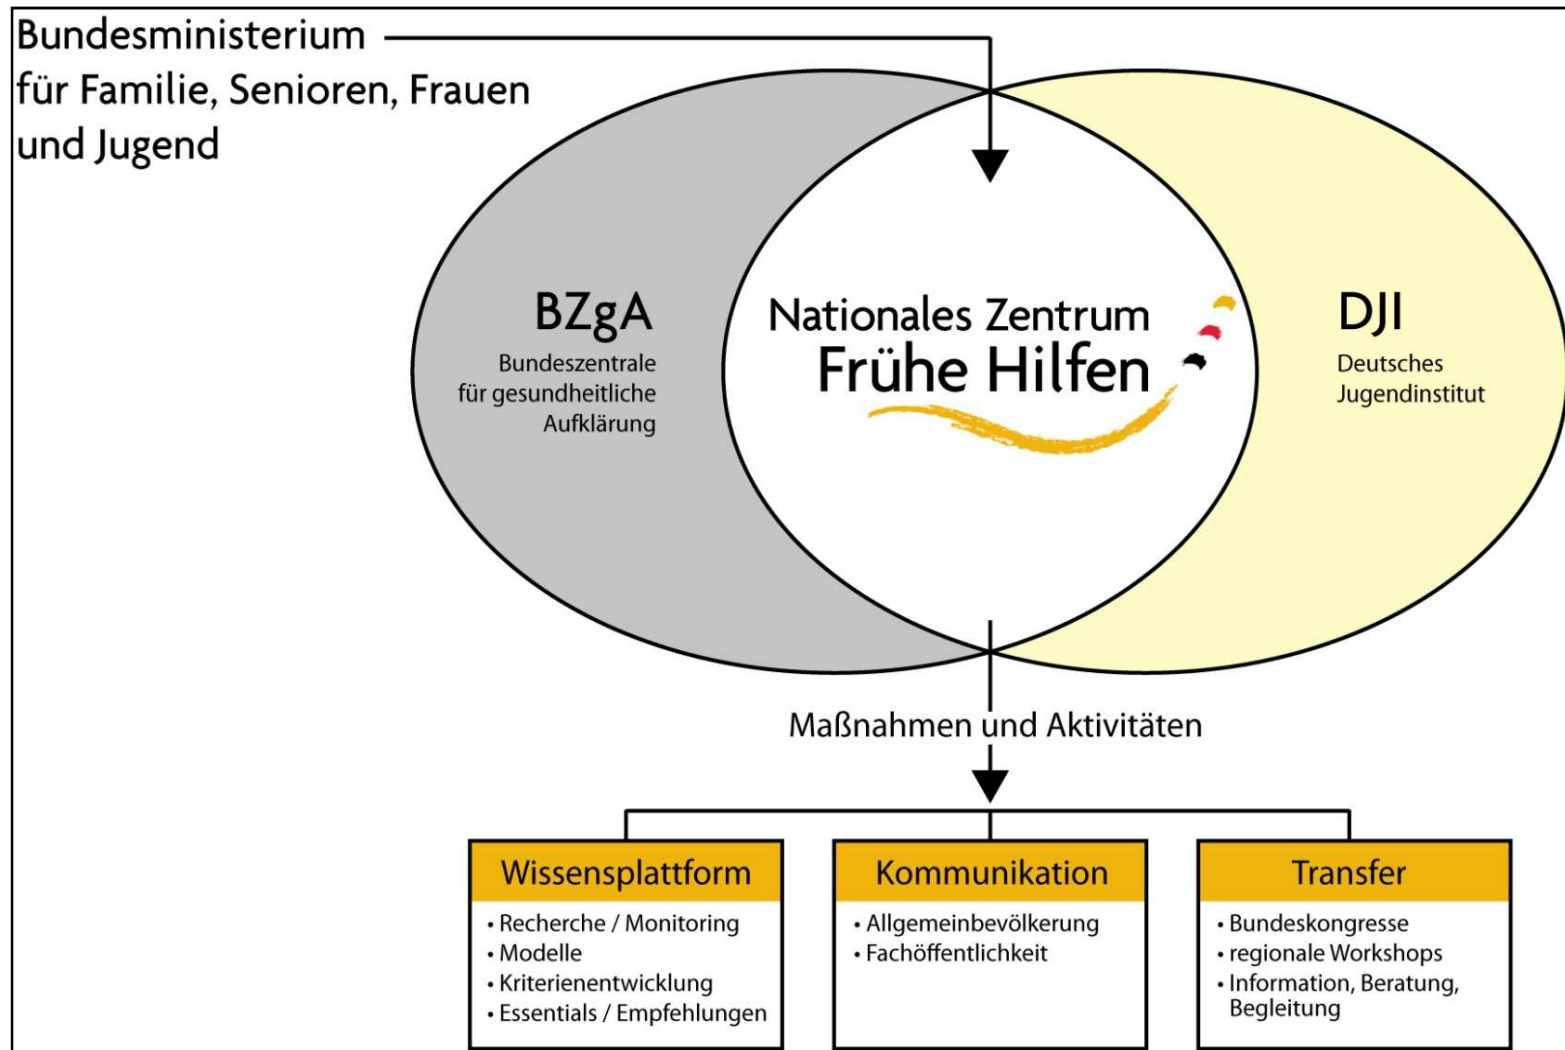 Bundesministerium
für Familie, Senioren, Frauen
und Jugend
BZgA
Bundeszentrale
für gesundheitliche
Aufklärung
Nationales Zentrum
Frühe Hilfen
DJI
Deutsches
Jugendinstitut
Maßnahmen und Aktivitäten
Wissensplattform
• Recherche / Monitoring
• Modelle
• Kriterienentwicklung
• Essentials / Empfehlungen
Kommunikation
• Allgemeinbevölkerung
• Fachöffentlichkeit
Transfer
• Bundeskongresse
• regionale Workshops
• Information, Beratung,
Begleitung